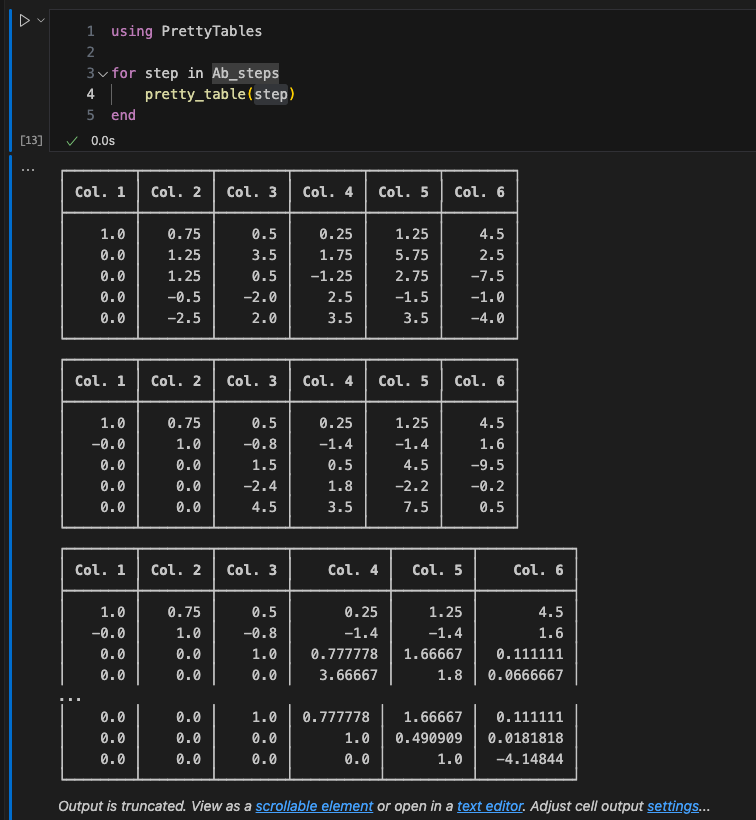 1 using PrettyTables
2
3 for step in Ab_steps
4 pretty_table(step)
5 end
[13] ✓ 0.0s
...
Col. 1 Col. 2 Col. 3 Col. 4 Col. 5 Col. 6
1.0 0.75 0.5 0.25 1.25 4.5
0.0 1.25 3.5 1.75 5.75 2.5
0.0 1.25 0.5 −1.25 2.75 −7.5
0.0 −0.5 −2.0 2.5 −1.5 −1.0
0.0 −2.5 2.0 3.5 3.5 −4.0
Col. 1 Col. 2 Col. 3 Col. 4 Col. 5 Col. 6
1.0 0.75 0.5 0.25 1.25 4.5
−0.0 1.0 −0.8 −1.4 −1.4 1.6
0.0 0.0 1.5 0.5 4.5 −9.5
0.0 0.0 −2.4 1.8 −2.2 −0.2
0.0 0.0 4.5 3.5 7.5 0.5
Col. 1 Col. 2 Col. 3 Col. 4 Col. 5 Col. 6
1.0 0.75 0.5 0.25 1.25 4.5
−0.0 1.0 −0.8 −1.4 −1.4 1.6
0.0 0.0 1.0 0.777778 1.66667 0.111111
0.0 0.0 0.0 3.66667 1.8 0.0666667
...
0.0 0.0 1.0 0.777778 1.66667 0.111111
0.0 0.0 0.0 1.0 0.490909 0.0181818
0.0 0.0 0.0 0.0 1.0 −4.14844
Output is truncated. View as a scrollable element or open in a text editor. Adjust cell output settings...